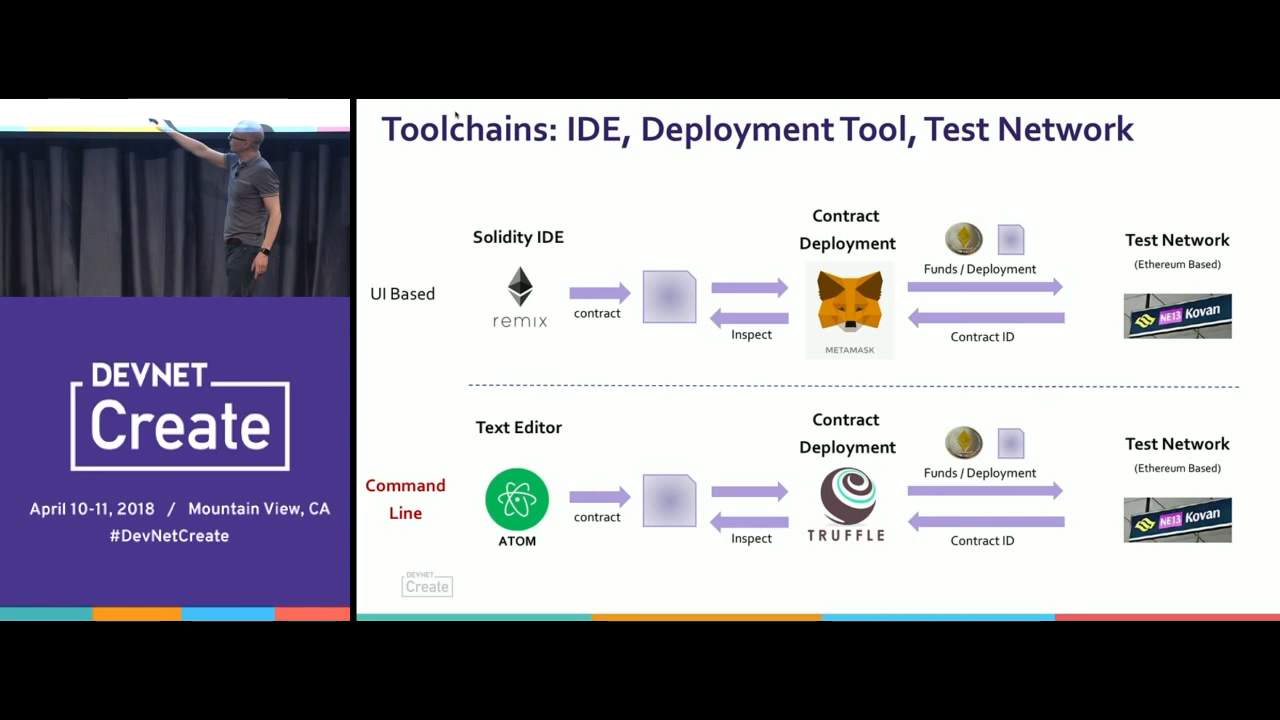 Toolchains: IDE, Deployment Tool, Test Network
UI Based
Solidity IDE
remix
contract
Inspect
Contract
Deployment
METAMASK
Funds / Deployment
Contract ID
Test Network
(Ethereum Based)
NE13 Kovan
Command
Line
Text Editor
ATOM
contract
Inspect
Contract
Deployment
TRUFFLE
Funds / Deployment
Contract ID
Test Network
(Ethereum Based)
NE13 Kovan
DEVNET
Create
DEVNET
Create
April 10-11, 2018 / Mountain View, CA
#DevNetCreate